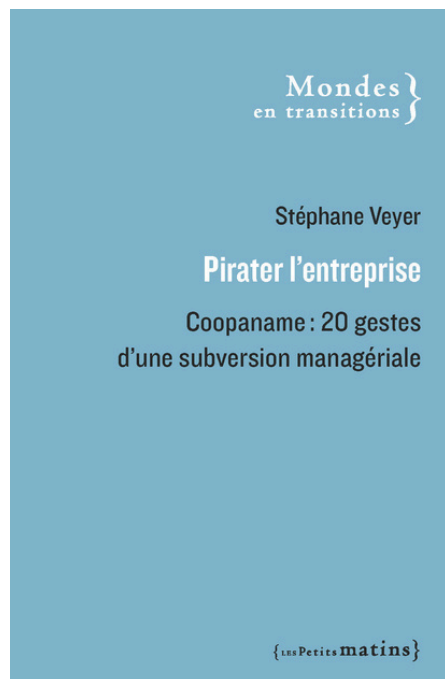 Mondes }
en transitions
Stéphane Veyer
Pirater l'entreprise
Coopaname : 20 gestes
d'une subversion managériale
{LES Petits matins}